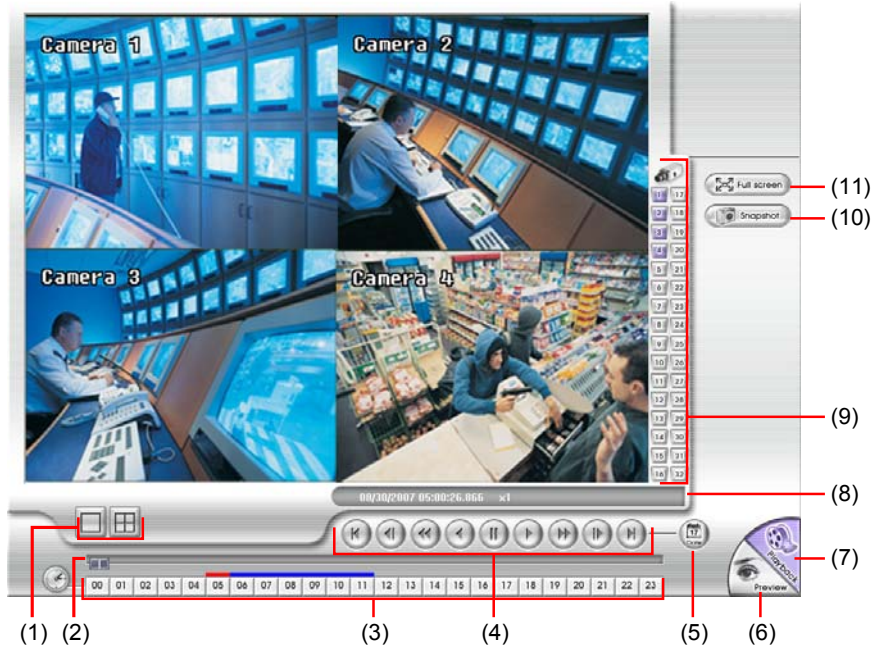 Camera 1
Camera 2
Camera 3
Camera 4
1 17
2 18
3 19
4 20
5 21
6 22
7 23
8 24
9 25
10 26
11 27
12 28
13 29
14 30
15 31
16 32
Full screen
(11)
Snapshot
(10)
(9)
08/30/2007 05:00:26.066 x1
(8)
17
Playback
(7)
Preview
00 01 02 03 04 05 06 07 08 09 10 11 12 13 14 15 16 17 18 19 20 21 22 23
(1) (2) (3) (4) (5) (6)